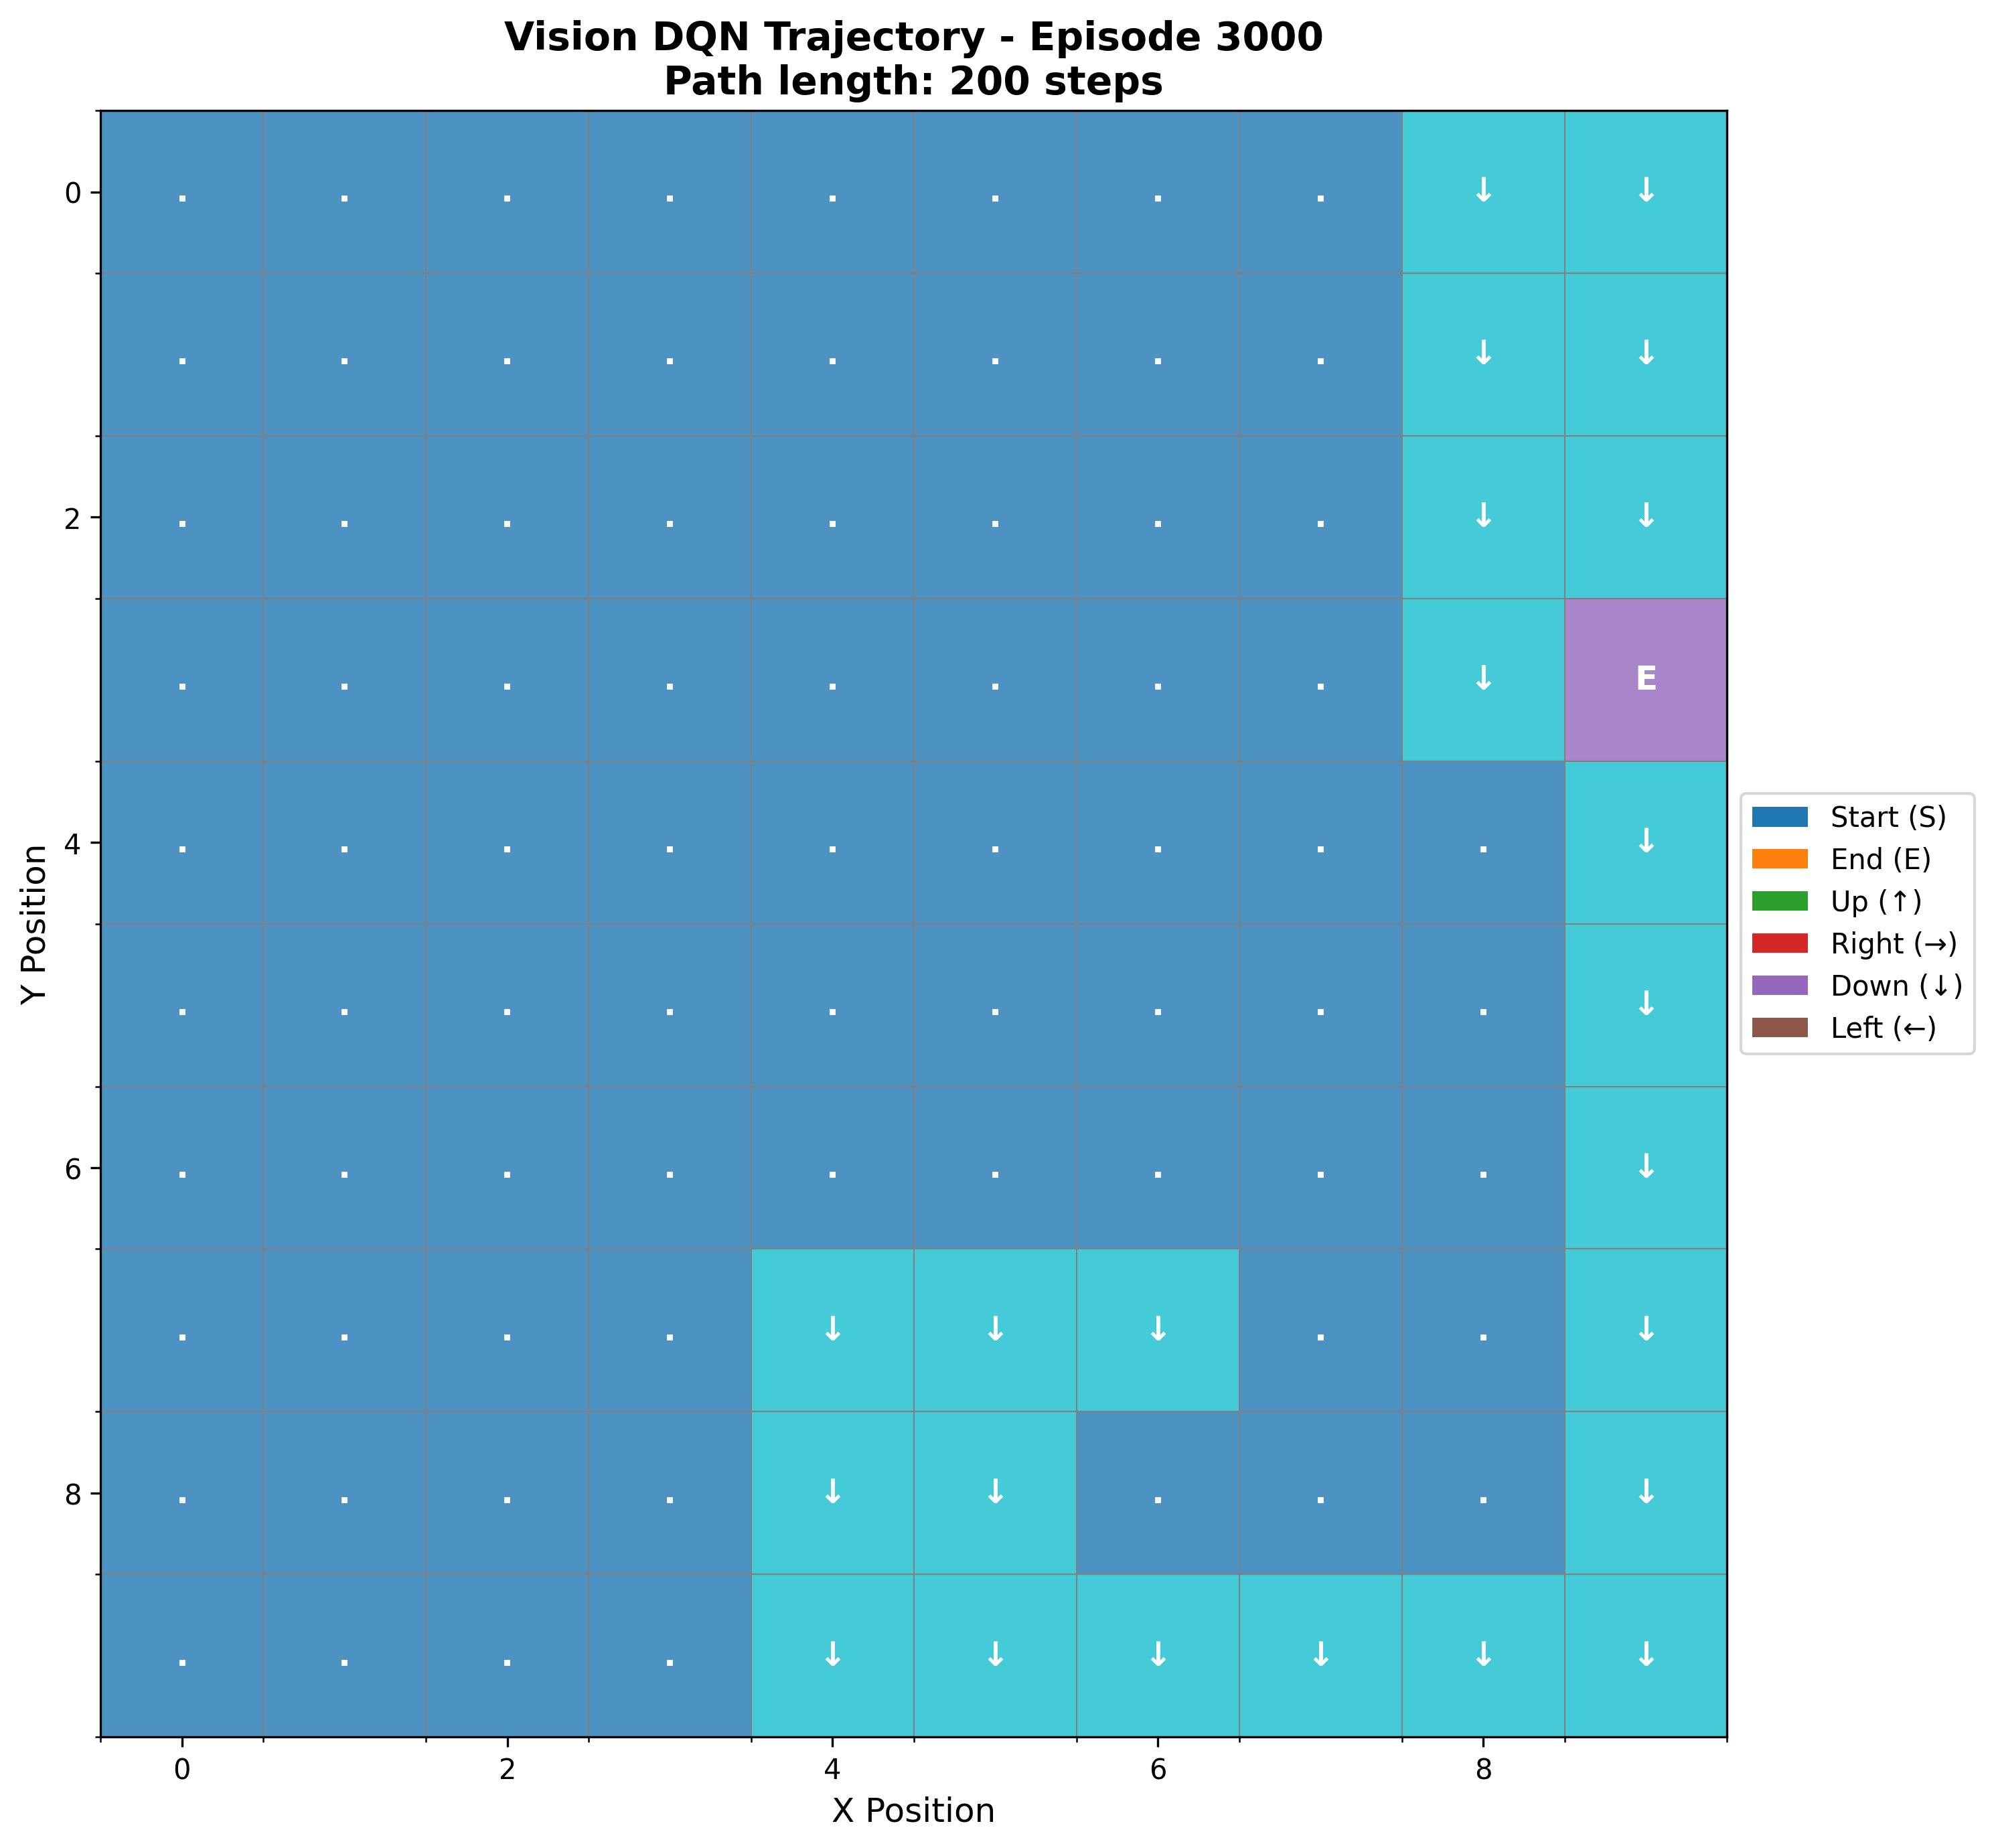 Vision DQN Trajectory - Episode 3000
Path length: 200 steps
0 . . . . . . . . ↓ ↓
. . . . . . . . ↓ ↓
2 . . . . . . . . ↓ ↓
. . . . . . . . ↓ E
4 . . . . . . . . . ↓
. . . . . . . . . ↓
6 . . . . . . . . . ↓
. . . . ↓ ↓ ↓ . . ↓
8 . . . . ↓ ↓ . . . ↓
. . . . ↓ ↓ ↓ ↓ ↓ ↓
0 2 4 6 8
X Position
Y Position
Start (S)
End (E)
Up (↑)
Right (→)
Down (↓)
Left (←)